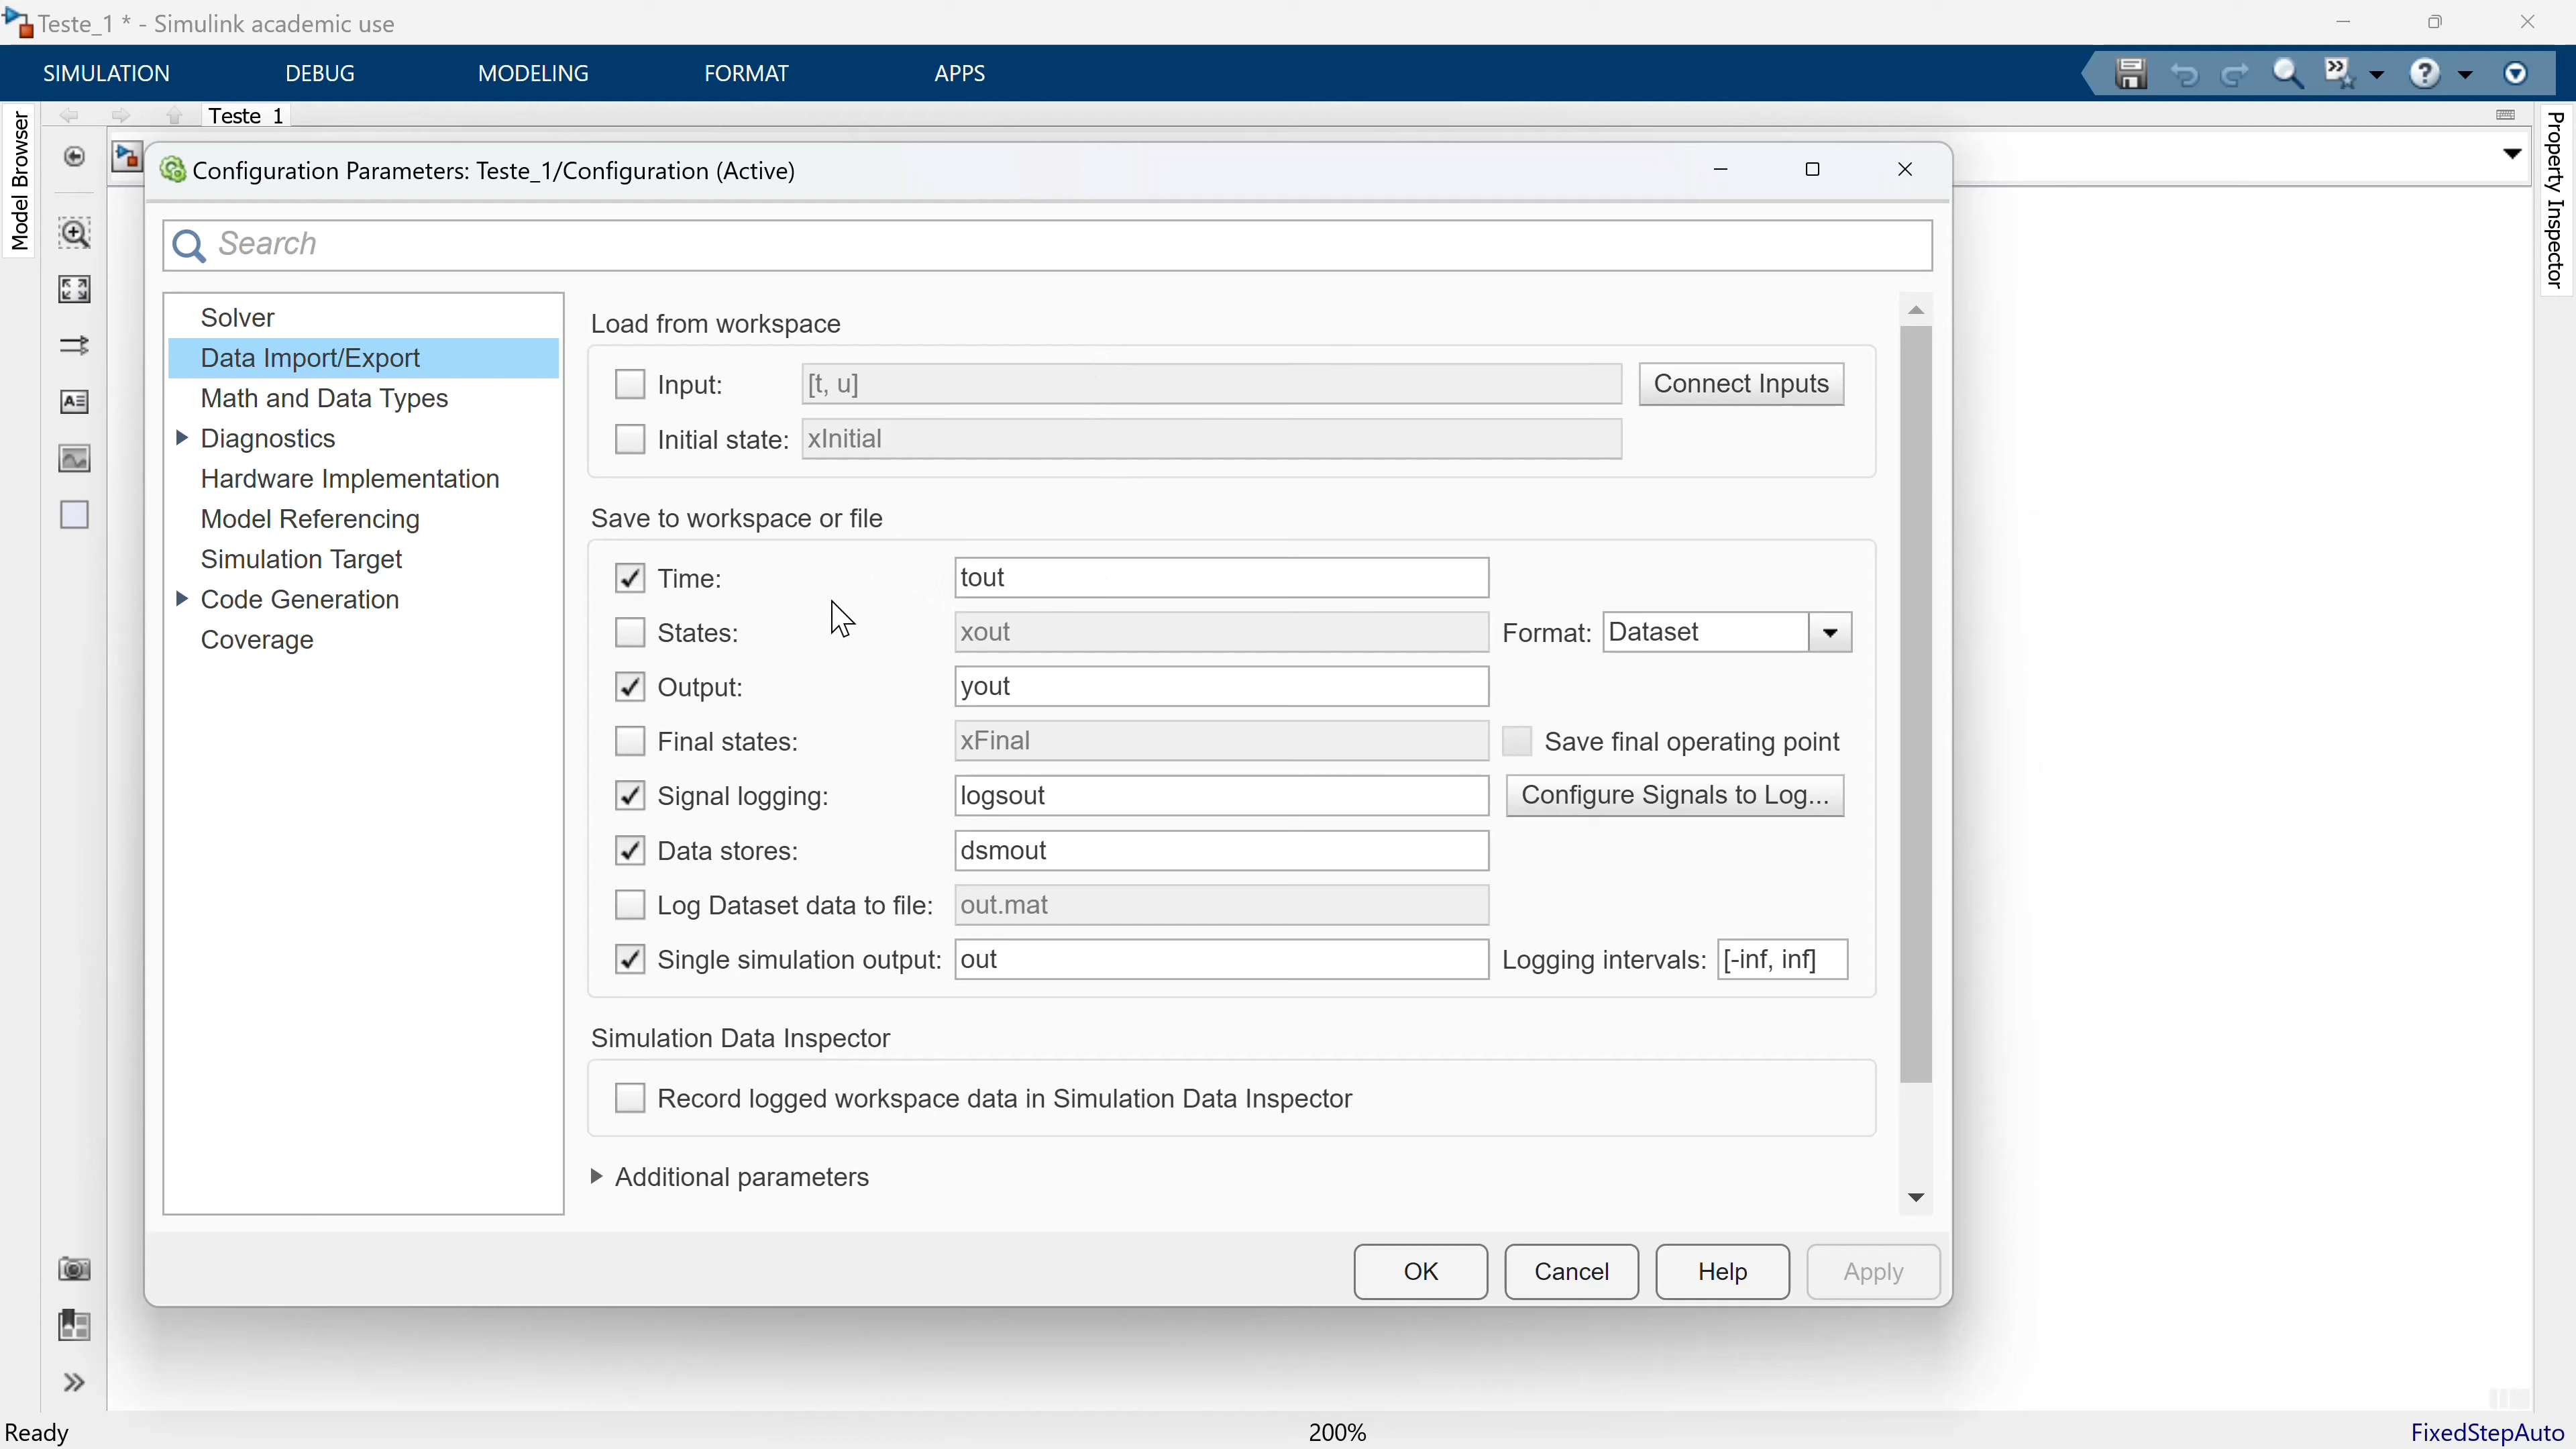 Teste_1 * - Simulink academic use
SIMULATION DEBUG MODELING FORMAT APPS
Teste 1
Model Browser
Property Inspector
Configuration Parameters: Teste_1/Configuration (Active)
Search
Solver
Data Import/Export
Math and Data Types
Diagnostics
Hardware Implementation
Model Referencing
Simulation Target
Code Generation
Coverage
Load from workspace
Input: [t, u] Connect Inputs
Initial state: xInitial
Save to workspace or file
Time: tout
States: xout Format: Dataset
Output: yout
Final states: xFinal Save final operating point
Signal logging: logsout Configure Signals to Log...
Data stores: dsmout
Log Dataset data to file: out.mat
Single simulation output: out Logging intervals: [-inf, inf]
Simulation Data Inspector
Record logged workspace data in Simulation Data Inspector
Additional parameters
OK Cancel Help Apply
Ready 200% FixedStepAuto